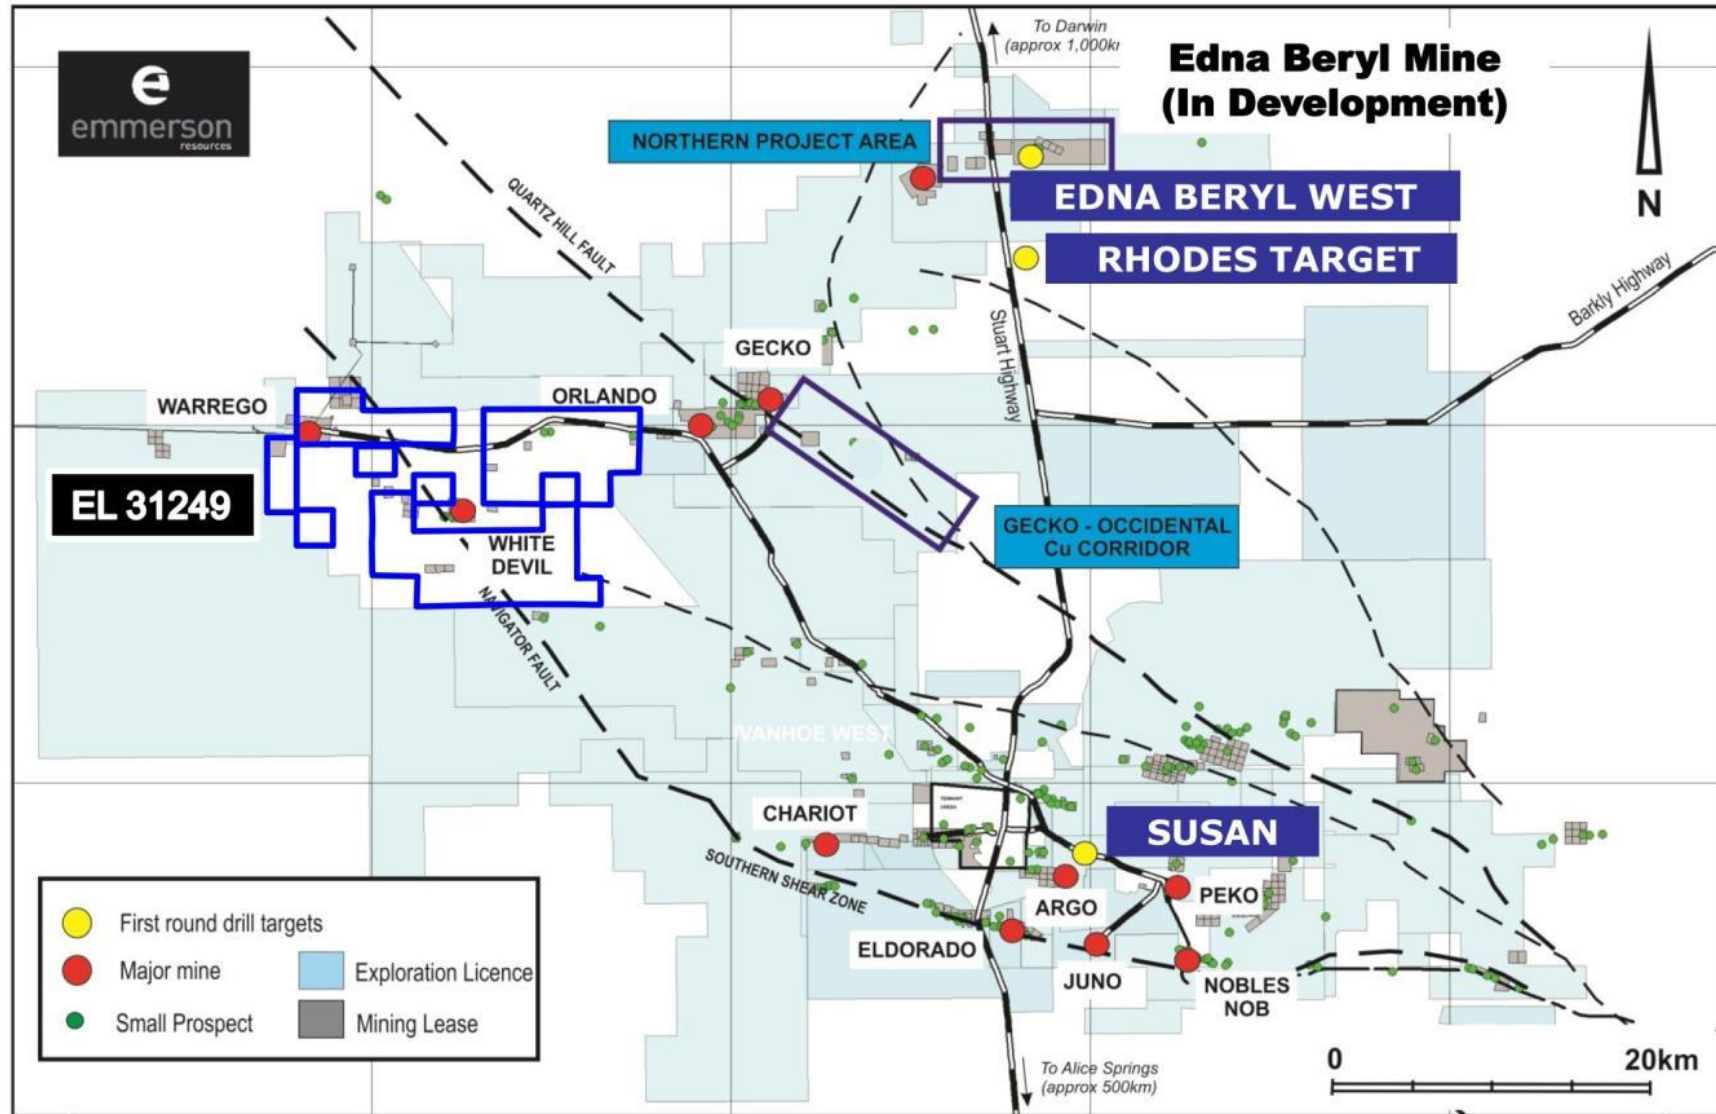 e
emmerson
resources
To Darwin
(approx 1,000k
Edna Beryl Mine
(In Development)
N
NORTHERN PROJECT AREA
EDNA BERYL WEST
RHODES TARGET
QUARTZ HILL FAULT
Stuart Highway
Barkly Highway
GECKO
ORLANDO
WARREGO
EL 31249
WHITE
DEVIL
GECKO - OCCIDENTAL
Cu CORRIDOR
NAVIGATOR FAULT
IVANHOE WEST
TENNANT
CREEK
CHARIOT
SUSAN
SOUTHERN SHEAR ZONE
ARGO
PEKO
ELDORADO
JUNO
NOBLES
NOB
First round drill targets
Major mine
Exploration Licence
Small Prospect
Mining Lease
To Alice Springs
(approx 500km)
0 20km